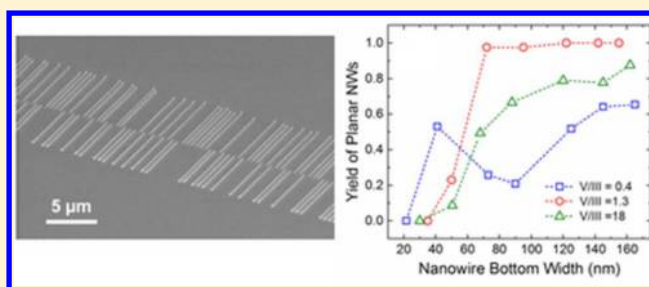 5 μm
Yield of Planar NWs
1.0
0.8
0.6
0.4
0.2
0.0
V/III = 0.4
V/III =1.3
V/III =18
20 40 60 80 100 120 140 160
Nanowire Bottom Width (nm)